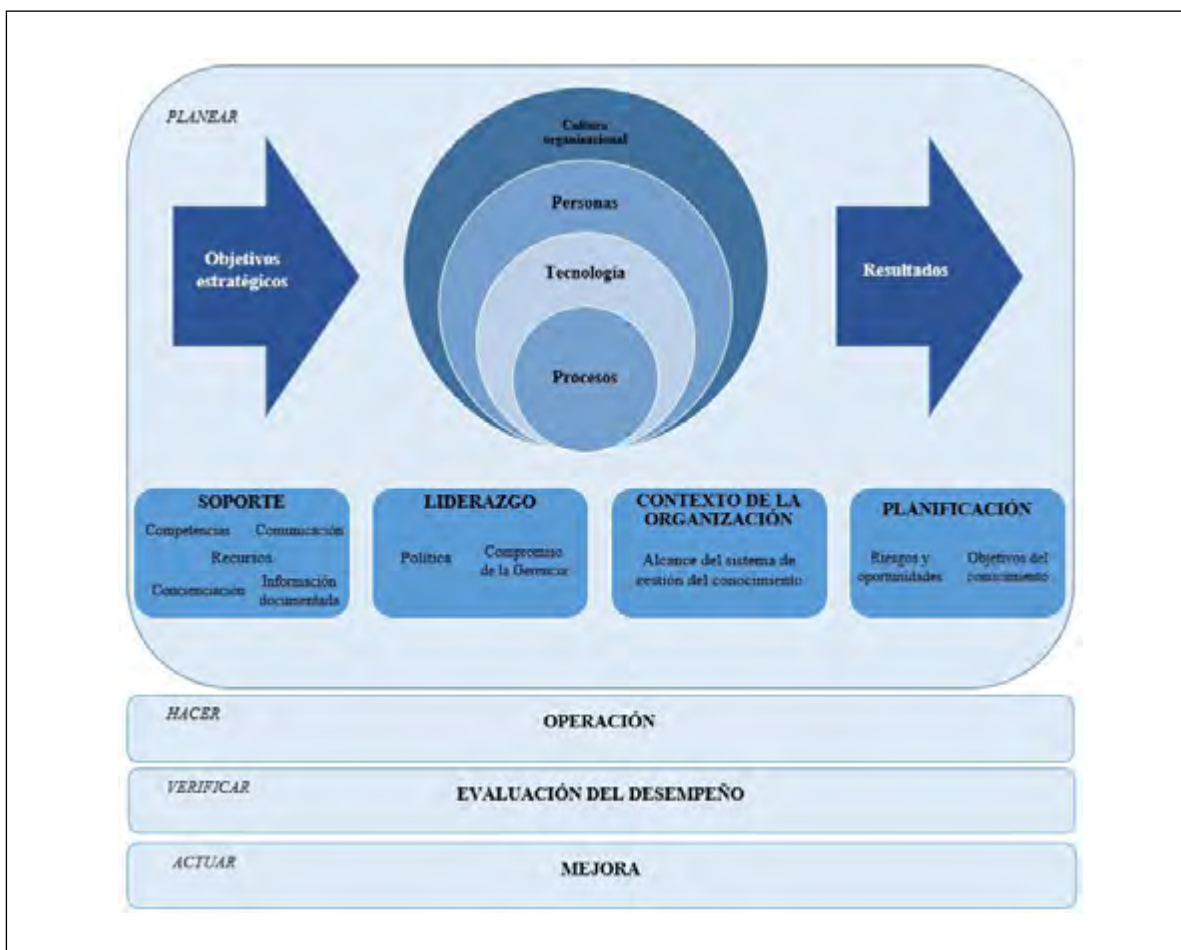 PLANEAR
Cultura
organizacional
Personas
Tecnología
Procesos
Objetivos
estratégicos
Resultados
SOPORTE
Competencias Comunicación
Recursos
Concienciación Información
documentada
LIDERAZGO
Política Compromiso
de la Gerencia
CONTEXTO DE LA
ORGANIZACIÓN
Alcance del sistema de
gestión del conocimiento
PLANIFICACIÓN
Riesgos y
oportunidades
Objetivos del
conocimiento
HACER
OPERACIÓN
VERIFICAR
EVALUACIÓN DEL DESEMPEÑO
ACTUAR
MEJORA